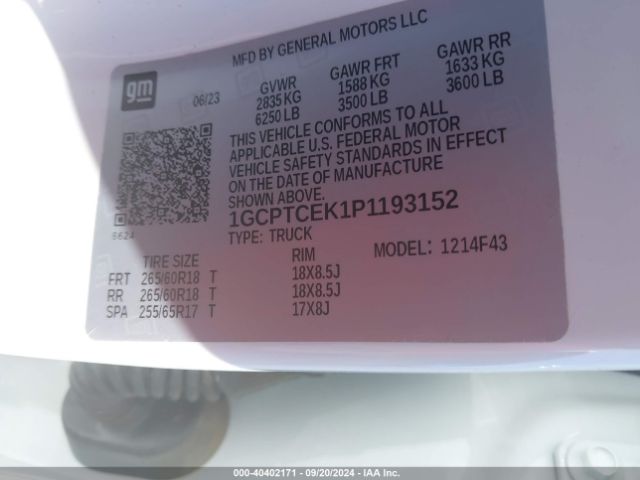 MFD BY GENERAL MOTORS LLC
gm
06/23
GVWR GAWR FRT GAWR RR
2835 KG 1588 KG 1633 KG
6250 LB 3500 LB 3600 LB
THIS VEHICLE CONFORMS TO ALL
APPLICABLE U.S. FEDERAL MOTOR
VEHICLE SAFETY STANDARDS IN EFFECT
ON THE DATE OF MANUFACTURE
SHOWN ABOVE.
1GCPTCEK1P1193152
TYPE: TRUCK MODEL: 1214F43
6624
TIRE SIZE RIM
FRT 265/60R18 T 18X8.5J
RR 265/60R18 T 18X8.5J
SPA 255/65R17 T 17X8J
000-40402171 - 09/20/2024 - IAA Inc.